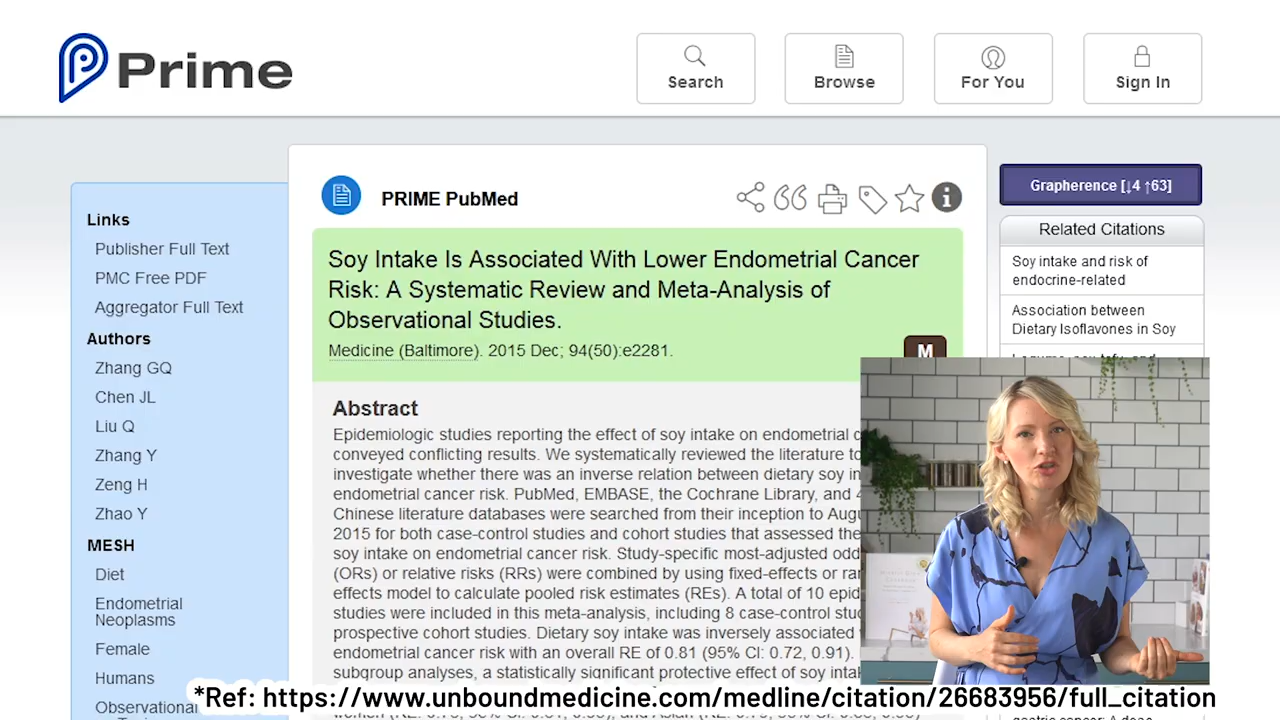 Prime
Search
Browse
For You
Sign In
Links
Publisher Full Text
PMC Free PDF
Aggregator Full Text
Authors
Zhang GQ
Chen JL
Liu Q
Zhang Y
Zeng H
Zhao Y
MESH
Diet
Endometrial
Neoplasms
Female
Humans
Observational
PRIME PubMed
Soy Intake Is Associated With Lower Endometrial Cancer
Risk: A Systematic Review and Meta-Analysis of
Observational Studies.
Medicine (Baltimore). 2015 Dec; 94(50):e2281.
M
Abstract
Epidemiologic studies reporting the effect of soy intake on endometrial
conveyed conflicting results. We systematically reviewed the literature to
investigate whether there was an inverse relation between dietary soy
endometrial cancer risk. PubMed, EMBASE, the Cochrane Library, and
Chinese literature databases were searched from their inception to
2015 for both case-control studies and cohort studies that assessed the
soy intake on endometrial cancer risk. Study-specific most-adjusted
(ORs) or relative risks (RRs) were combined by using fixed-effects or
effects model to calculate pooled risk estimates (REs). A total of 10
studies were included in this meta-analysis, including 8 case-control
prospective cohort studies. Dietary soy intake was inversely associated
endometrial cancer risk with an overall RE of 0.81 (95% CI: 0.72, 0.91).
subgroup analyses, a statistically significant protective effect of soy
Grapherence [↓4 ↑63]
Related Citations
Soy intake and risk of
endocrine-related
Association between
Dietary Isoflavones in Soy
*Ref: https://www.unboundmedicine.com/medline/citation/26683956/full_citation